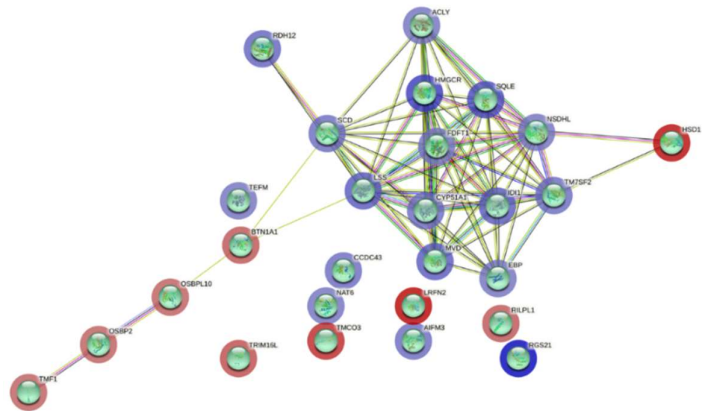 ACLY
RDH12
HMGCR
SQLE
NSDHL
SCD
FDFT1
HSD1
LSS
TM7SF2
TEFM
CYP51A1
IDI1
BTN1A1
MVD
CCDC43
EBP
OSBPL10
NAT6
LRFN2
RILPL1
OSBP2
TRIM16L
TMCO3
AIFM3
RGS21
TMF1